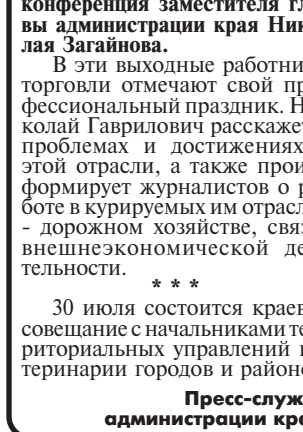 конференция заместителя гл
вы администрации края Ник
лая Загайнова.
В эти выходные работни
торговли отмечают свой пр
фессиональный праздник. Н
колай Гаврилович расскажет
проблемах и достижениях
этой отрасли, а также прои
формирует журналистов о р
боте в курируемых им отрасл
- дорожном хозяйстве, связ
внешнеэкономической де
тельности.
* * *
30 июля состоится краев
совещание с начальниками те
риториальных управлений в
теринарии городов и районо
Пресс-служ
администрации кра